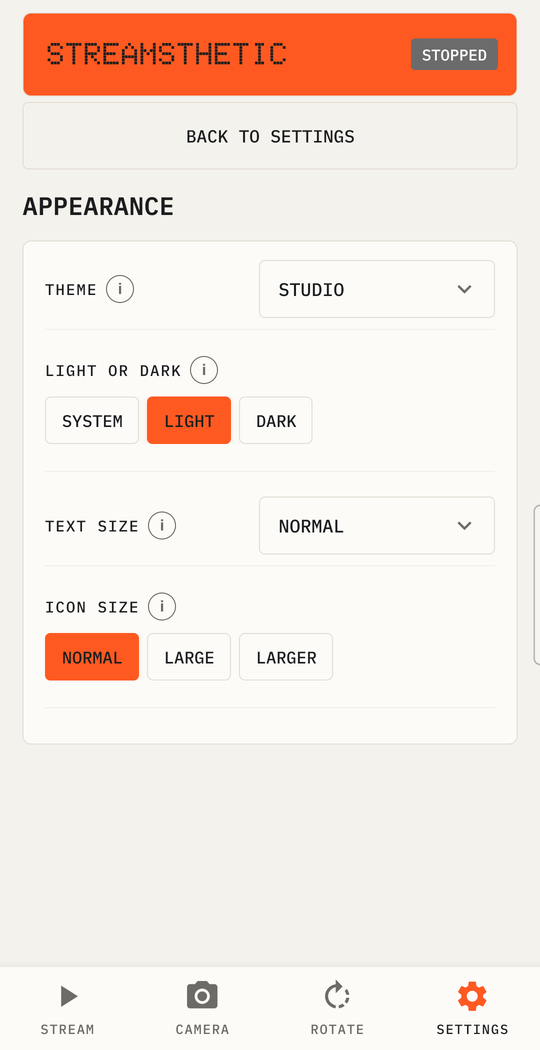 STREAMSTHETIC
STOPPED
BACK TO SETTINGS
APPEARANCE
THEME i
STUDIO
LIGHT OR DARK i
SYSTEM LIGHT DARK
TEXT SIZE i
NORMAL
ICON SIZE i
NORMAL LARGE LARGER
STREAM CAMERA ROTATE SETTINGS